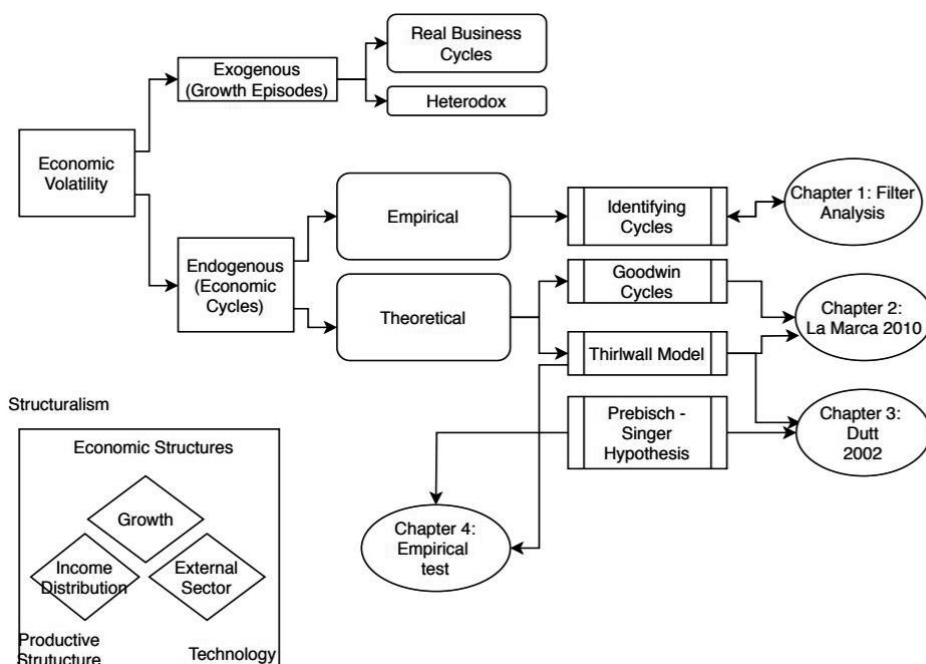 Real Business
Cycles
Exogenous
(Growth Episodes)
Heterodox
Economic
Volatility
Empirical
Identifying
Cycles
Chapter 1: Filter
Analysis
Endogenous
(Economic
Cycles)
Theoretical
Goodwin
Cycles
Thirlwall Model
Chapter 2:
La Marca 2010
Prebisch -
Singer
Hypothesis
Chapter 3:
Dutt
2002
Chapter 4:
Empirical
test
Structuralism
Economic Structures
Growth
Income
Distribution
External
Sector
Productive
Strutucture
Technology